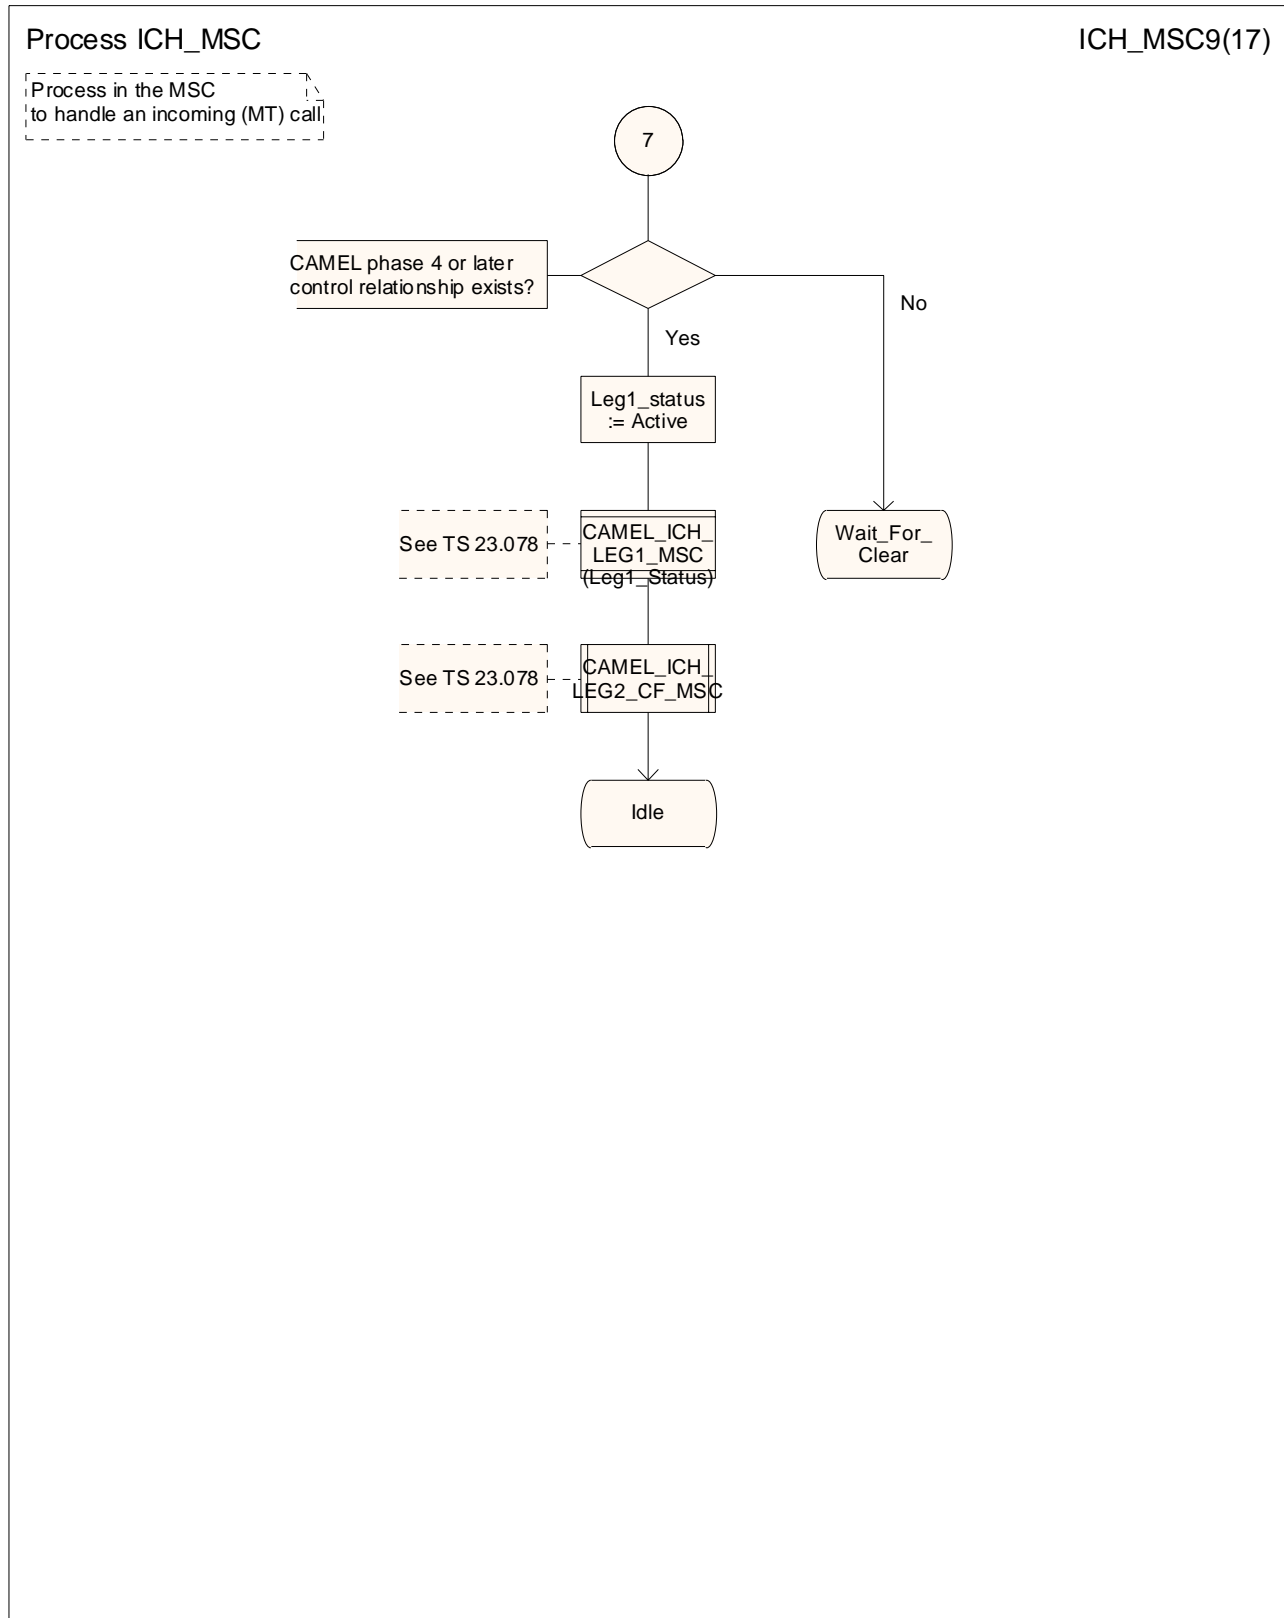 Process ICH_MSC
ICH_MSC9(17)
Process in the MSC
to handle an incoming (MT) call
7
CAMEL phase 4 or later
control relationship exists?
No
Yes
Leg1_status
:= Active
See TS 23.078
CAMEL_ICH_
LEG1_MSC
(Leg1_Status)
Wait_For_
Clear
See TS 23.078
CAMEL_ICH_
LEG2_CF_MSC
Idle